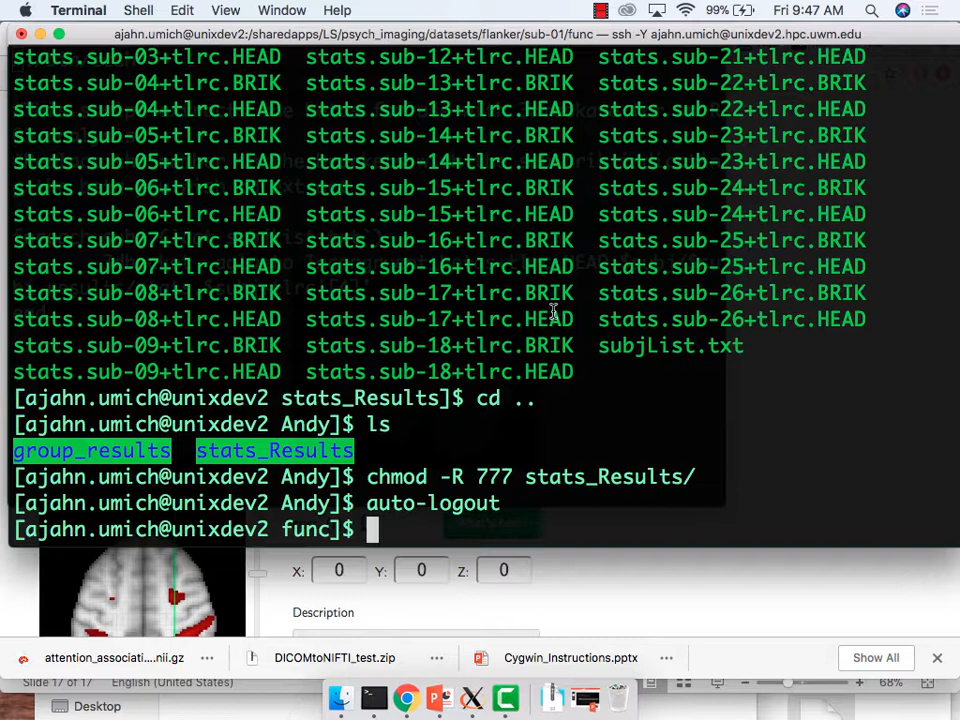 Terminal Shell Edit View Window Help 99% Fri 9:47 AM
ajahn.umich@unixdev2:/sharedapps/LS/psych_imaging/datasets/flanker/sub-01/func — ssh -Y ajahn.umich@unixdev2.hpc.uwm.edu
stats.sub-03+tlrc.HEAD stats.sub-12+tlrc.HEAD stats.sub-21+tlrc.HEAD
stats.sub-04+tlrc.BRIK stats.sub-13+tlrc.BRIK stats.sub-22+tlrc.BRIK
stats.sub-04+tlrc.HEAD stats.sub-13+tlrc.HEAD stats.sub-22+tlrc.HEAD
stats.sub-05+tlrc.BRIK stats.sub-14+tlrc.BRIK stats.sub-23+tlrc.BRIK
stats.sub-05+tlrc.HEAD stats.sub-14+tlrc.HEAD stats.sub-23+tlrc.HEAD
stats.sub-06+tlrc.BRIK stats.sub-15+tlrc.BRIK stats.sub-24+tlrc.BRIK
stats.sub-06+tlrc.HEAD stats.sub-15+tlrc.HEAD stats.sub-24+tlrc.HEAD
stats.sub-07+tlrc.BRIK stats.sub-16+tlrc.BRIK stats.sub-25+tlrc.BRIK
stats.sub-07+tlrc.HEAD stats.sub-16+tlrc.HEAD stats.sub-25+tlrc.HEAD
stats.sub-08+tlrc.BRIK stats.sub-17+tlrc.BRIK stats.sub-26+tlrc.BRIK
stats.sub-08+tlrc.HEAD stats.sub-17+tlrc.HEAD stats.sub-26+tlrc.HEAD
stats.sub-09+tlrc.BRIK stats.sub-18+tlrc.BRIK subjList.txt
stats.sub-09+tlrc.HEAD stats.sub-18+tlrc.HEAD
[ajahn.umich@unixdev2 stats_Results]$ cd ..
[ajahn.umich@unixdev2 Andy]$ ls
group_results stats_Results
[ajahn.umich@unixdev2 Andy]$ chmod -R 777 stats_Results/
[ajahn.umich@unixdev2 Andy]$ auto-logout
[ajahn.umich@unixdev2 func]$
X: 0 Y: 0 Z: 0
Description
attention_associati....nii.gz DICOMtoNIFTI_test.zip Cygwin_Instructions.pptx Show All
Slide 17 of 17 English (United States) 68%
Desktop